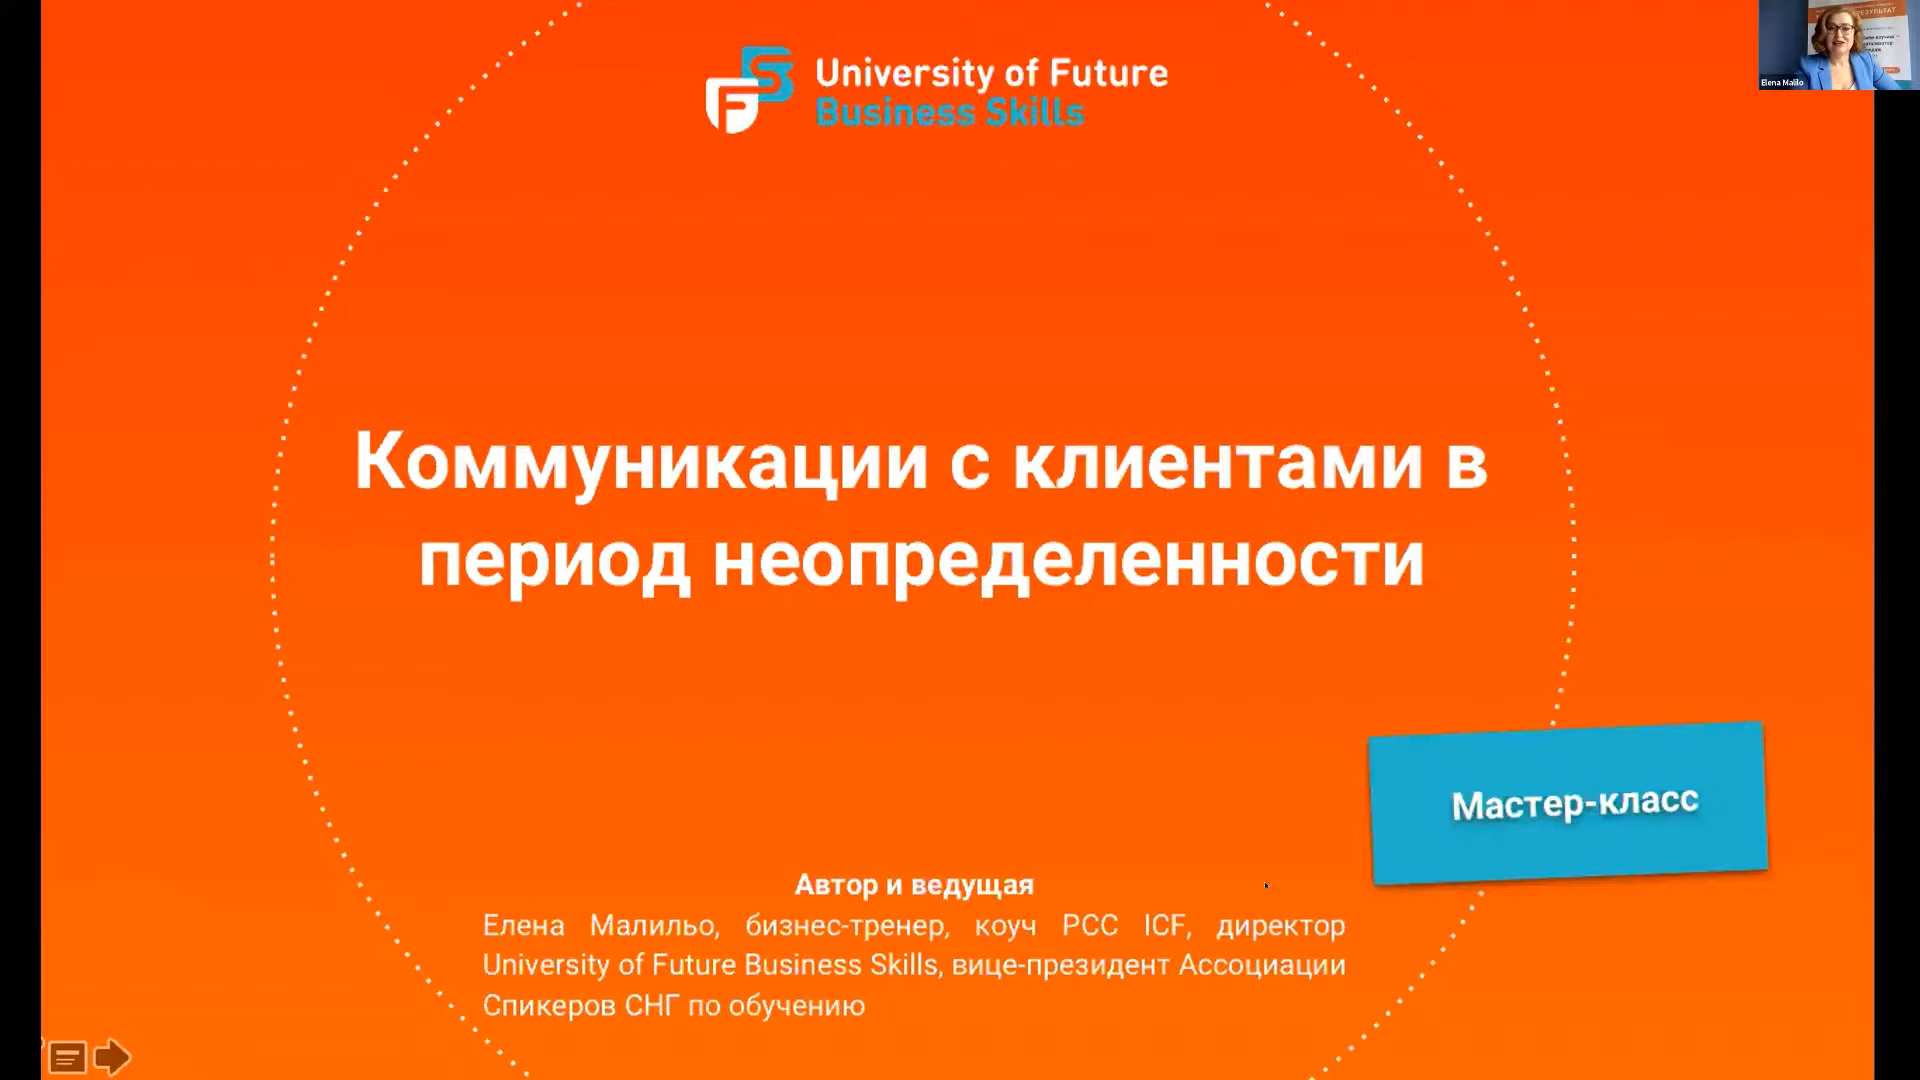 University of Future
Business Skills
Elena Malilo
Коммуникации с клиентами в
период неопределенности
Мастер-класс
Автор и ведущая
Елена Малильо, бизнес-тренер, коуч PCC ICF, директор
University of Future Business Skills, вице-президент Ассоциации
Спикеров СНГ по обучению